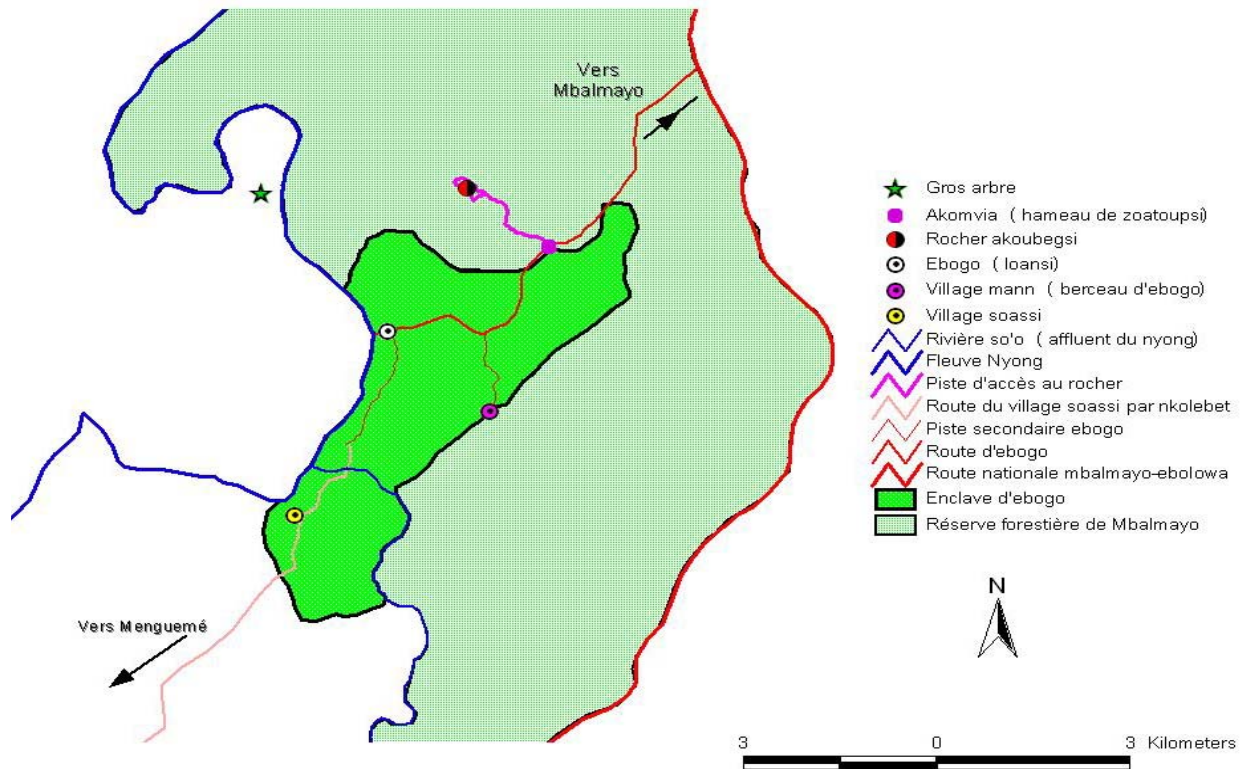 Vers
Mbalmayo
Gros arbre
Akomvia ( hameau de zoatoupsi)
Rocher akoubegsi
Ebogo ( loansi)
Village mann ( berceau d'ebogo)
Village soassi
Rivière so'o ( affluent du nyong)
Fleuve Nyong
Piste d'accès au rocher
Route du village soassi par nkolebet
Piste secondaire ebogo
Route d'ebogo
Route nationale mbalmayo-ebolowa
Enclave d'ebogo
Réserve forestière de Mbalmayo
N
Vers Menguemé
3 0 3 Kilometers